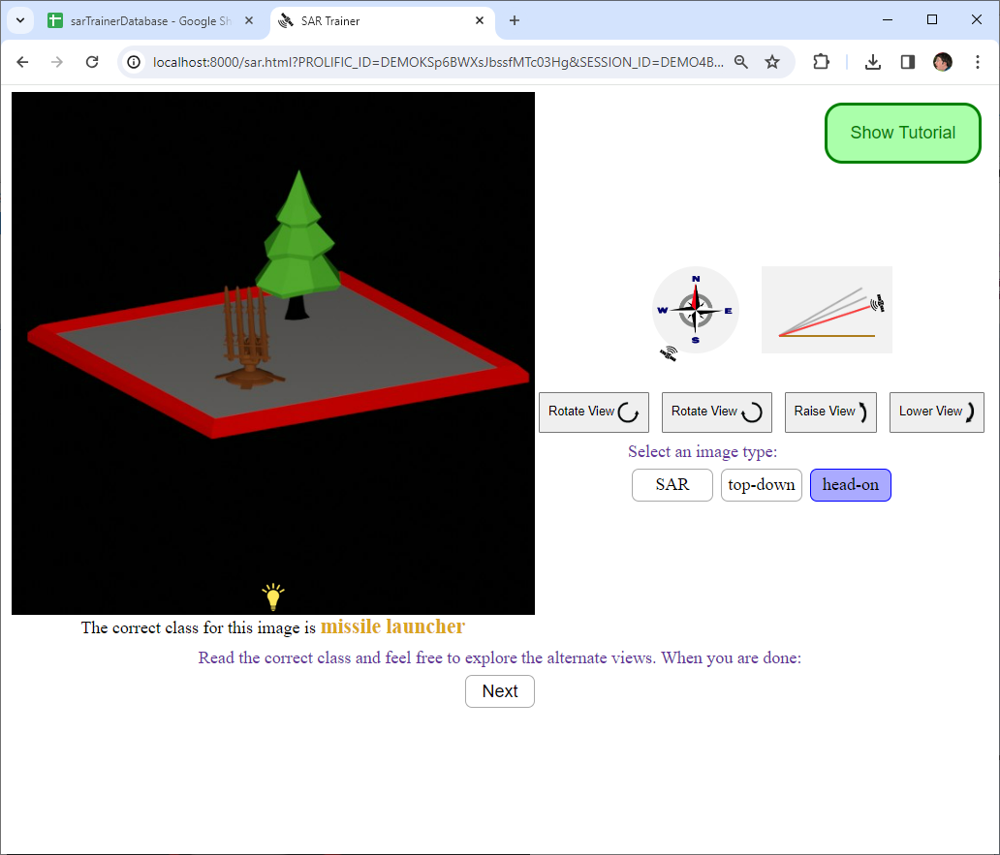 sarTrainerDatabase - Google Sh
SAR Trainer
localhost:8000/sar.html?PROLIFIC_ID=DEMOKSp6BWXsJbssfMTc03Hg&SESSION_ID=DEMO4B...
Show Tutorial
N
W E
S
Rotate View Rotate View Raise View Lower View
Select an image type:
SAR top-down head-on
The correct class for this image is missile launcher
Read the correct class and feel free to explore the alternate views. When you are done:
Next